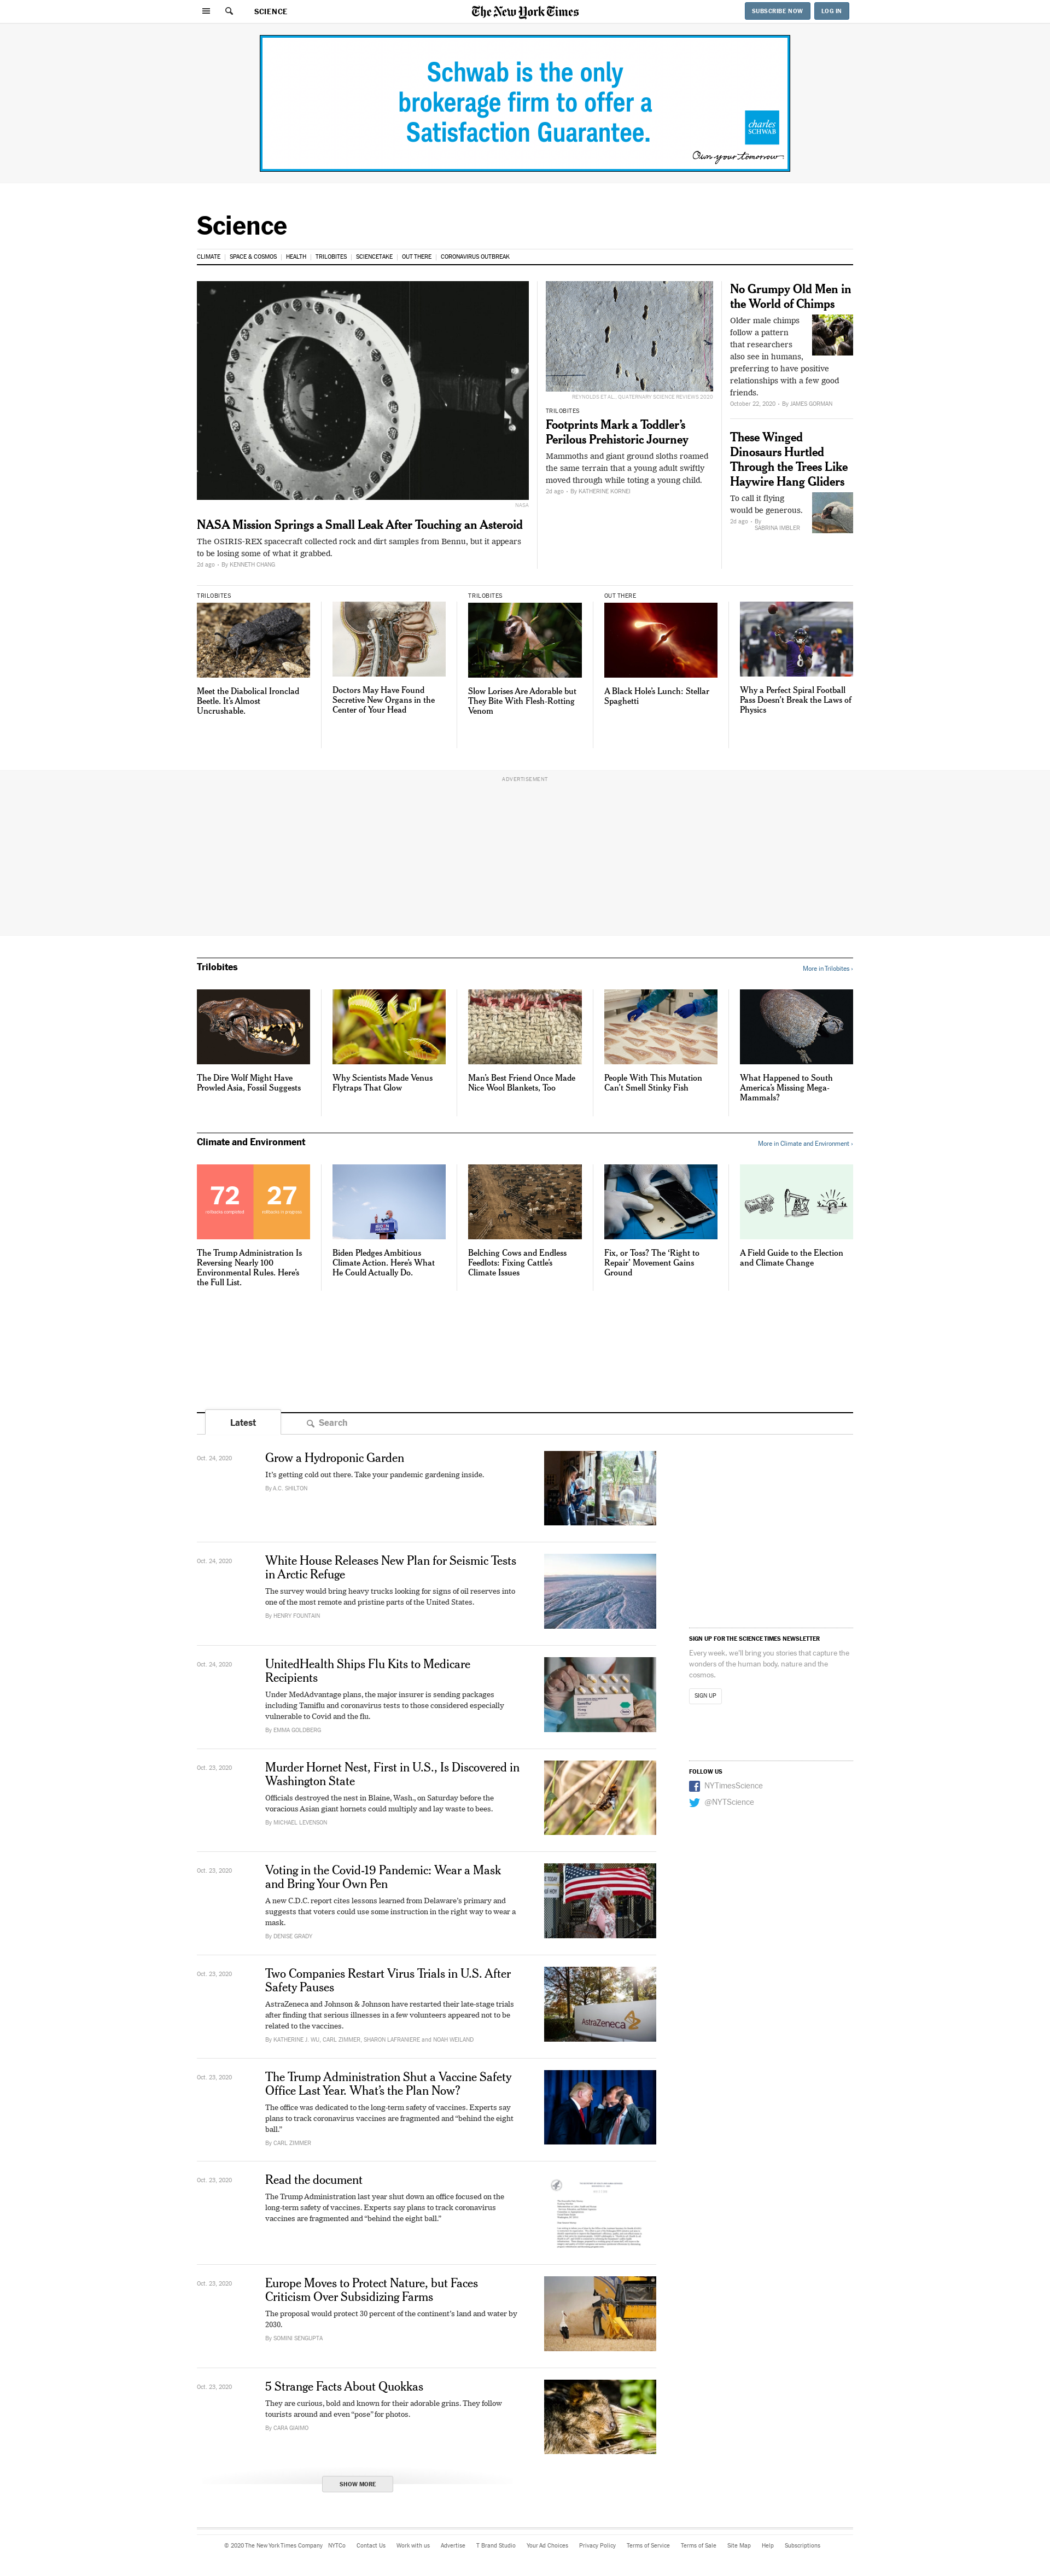 SCIENCE
The New York Times
SUBSCRIBE NOW
LOG IN
Schwab is the only
brokerage firm to offer a
Satisfaction Guarantee.
charles
SCHWAB
Own your tomorrow.
Science
CLIMATE | SPACE & COSMOS | HEALTH | TRILOBITES | SCIENCETAKE | OUT THERE | CORONAVIRUS OUTBREAK
NASA
NASA Mission Springs a Small Leak After Touching an Asteroid
The OSIRIS-REX spacecraft collected rock and dirt samples from Bennu, but it appears
to be losing some of what it grabbed.
2d ago • By KENNETH CHANG
REYNOLDS ET AL., QUATERNARY SCIENCE REVIEWS 2020
TRILOBITES
Footprints Mark a Toddler's
Perilous Prehistoric Journey
Mammoths and giant ground sloths roamed
the same terrain that a young adult swiftly
moved through while toting a young child.
2d ago • By KATHERINE KORNEI
No Grumpy Old Men in
the World of Chimps
Older male chimps
follow a pattern
that researchers
also see in humans,
preferring to have positive
relationships with a few good
friends.
October 22, 2020 • By JAMES GORMAN
These Winged
Dinosaurs Hurtled
Through the Trees Like
Haywire Hang Gliders
To call it flying
would be generous.
2d ago • By
SABRINA IMBLER
TRILOBITES
Meet the Diabolical Ironclad
Beetle. It's Almost
Uncrushable.
Doctors May Have Found
Secretive New Organs in the
Center of Your Head
TRILOBITES
Slow Lorises Are Adorable but
They Bite With Flesh-Rotting
Venom
OUT THERE
A Black Hole's Lunch: Stellar
Spaghetti
Why a Perfect Spiral Football
Pass Doesn't Break the Laws of
Physics
ADVERTISEMENT
Trilobites
More in Trilobites ›
The Dire Wolf Might Have
Prowled Asia, Fossil Suggests
Why Scientists Made Venus
Flytraps That Glow
Man's Best Friend Once Made
Nice Wool Blankets, Too
People With This Mutation
Can't Smell Stinky Fish
What Happened to South
America's Missing Mega-
Mammals?
Climate and Environment
More in Climate and Environment ›
72
rollbacks completed
27
rollbacks in progress
The Trump Administration Is
Reversing Nearly 100
Environmental Rules. Here's
the Full List.
Biden Pledges Ambitious
Climate Action. Here's What
He Could Actually Do.
Belching Cows and Endless
Feedlots: Fixing Cattle's
Climate Issues
Fix, or Toss? The 'Right to
Repair' Movement Gains
Ground
A Field Guide to the Election
and Climate Change
Latest
Search
Oct. 24, 2020
Grow a Hydroponic Garden
It's getting cold out there. Take your pandemic gardening inside.
By A.C. SHILTON
Oct. 24, 2020
White House Releases New Plan for Seismic Tests
in Arctic Refuge
The survey would bring heavy trucks looking for signs of oil reserves into
one of the most remote and pristine parts of the United States.
By HENRY FOUNTAIN
Oct. 24, 2020
UnitedHealth Ships Flu Kits to Medicare
Recipients
Under MedAdvantage plans, the major insurer is sending packages
including Tamiflu and coronavirus tests to those considered especially
vulnerable to Covid and the flu.
By EMMA GOLDBERG
Oct. 23, 2020
Murder Hornet Nest, First in U.S., Is Discovered in
Washington State
Officials destroyed the nest in Blaine, Wash., on Saturday before the
voracious Asian giant hornets could multiply and lay waste to bees.
By MICHAEL LEVENSON
Oct. 23, 2020
Voting in the Covid-19 Pandemic: Wear a Mask
and Bring Your Own Pen
A new C.D.C. report cites lessons learned from Delaware's primary and
suggests that voters could use some instruction in the right way to wear a
mask.
By DENISE GRADY
Oct. 23, 2020
Two Companies Restart Virus Trials in U.S. After
Safety Pauses
AstraZeneca and Johnson & Johnson have restarted their late-stage trials
after finding that serious illnesses in a few volunteers appeared not to be
related to the vaccines.
By KATHERINE J. WU, CARL ZIMMER, SHARON LAFRANIERE and NOAH WEILAND
AstraZeneca
Oct. 23, 2020
The Trump Administration Shut a Vaccine Safety
Office Last Year. What's the Plan Now?
The office was dedicated to the long-term safety of vaccines. Experts say
plans to track coronavirus vaccines are fragmented and "behind the eight
ball."
By CARL ZIMMER
Oct. 23, 2020
Read the document
The Trump Administration last year shut down an office focused on the
long-term safety of vaccines. Experts say plans to track coronavirus
vaccines are fragmented and "behind the eight ball."
Oct. 23, 2020
Europe Moves to Protect Nature, but Faces
Criticism Over Subsidizing Farms
The proposal would protect 30 percent of the continent's land and water by
2030.
By SOMINI SENGUPTA
Oct. 23, 2020
5 Strange Facts About Quokkas
They are curious, bold and known for their adorable grins. They follow
tourists around and even "pose" for photos.
By CARA GIAIMO
SHOW MORE
SIGN UP FOR THE SCIENCE TIMES NEWSLETTER
Every week, we'll bring you stories that capture the
wonders of the human body, nature and the
cosmos.
SIGN UP
FOLLOW US
NYTimesScience
@NYTScience
© 2020 The New York Times Company NYTCo Contact Us Work with us Advertise T Brand Studio Your Ad Choices Privacy Policy Terms of Service Terms of Sale Site Map Help Subscriptions